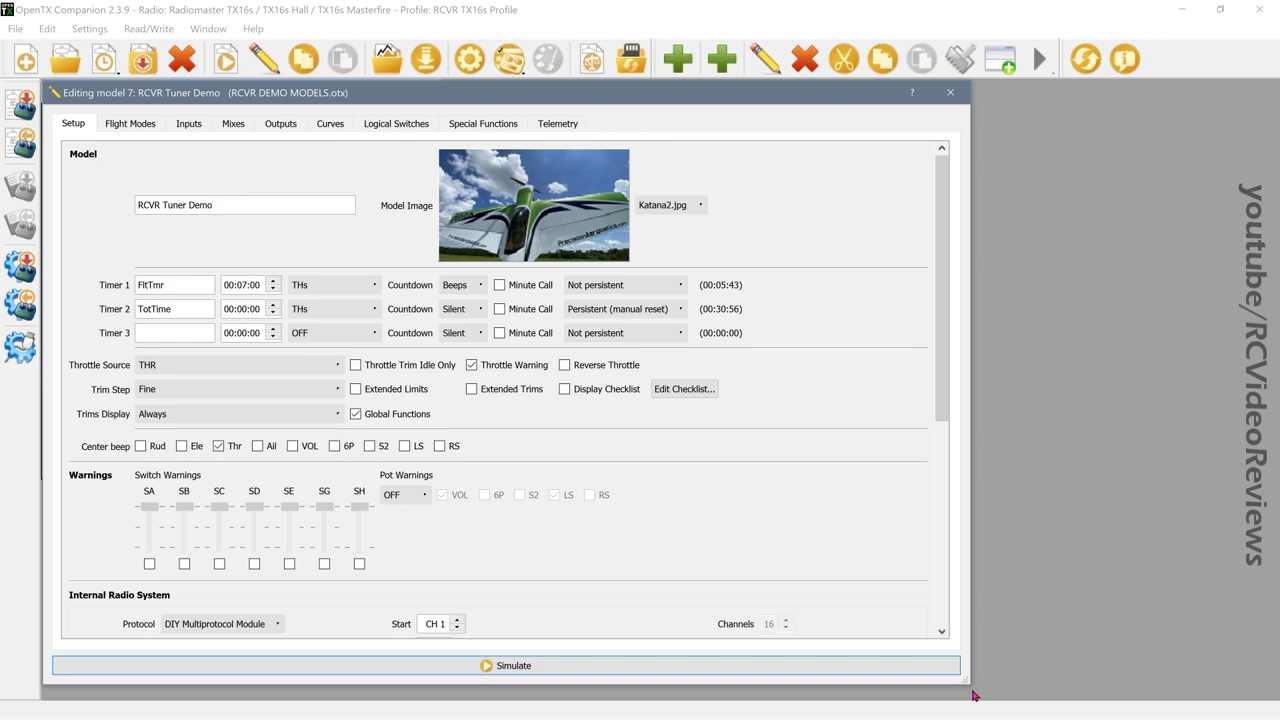 OpenTX Companion 2.3.9 - Radio: Radiomaster TX16s / TX16s Hall / TX16s Masterfire - Profile: RCVR TX16s Profile
File Edit Settings Read/Write Window Help
Editing model 7: RCVR Tuner Demo (RCVR DEMO MODELS.otx)
Setup Flight Modes Inputs Mixes Outputs Curves Logical Switches Special Functions Telemetry
Model
RCVR Tuner Demo Model Image Katana2.jpg
PrecisionAerobatics.com
Timer 1 FltTmr 00:07:00 THs Countdown Beeps Minute Call Not persistent (00:05:43)
Timer 2 TotTime 00:00:00 THs Countdown Silent Minute Call Persistent (manual reset) (00:30:56)
Timer 3 00:00:00 OFF Countdown Silent Minute Call Not persistent (00:00:00)
Throttle Source THR Throttle Trim Idle Only Throttle Warning Reverse Throttle
Trim Step Fine Extended Limits Extended Trims Display Checklist Edit Checklist...
Trims Display Always Global Functions
Center beep Rud Ele Thr Ail VOL 6P S2 LS RS
Warnings Switch Warnings Pot Warnings
SA SB SC SD SE SG SH OFF VOL 6P S2 LS RS
Internal Radio System
Protocol DIY Multiprotocol Module Start CH 1 Channels 16
Simulate
youtube/RCVideoReviews